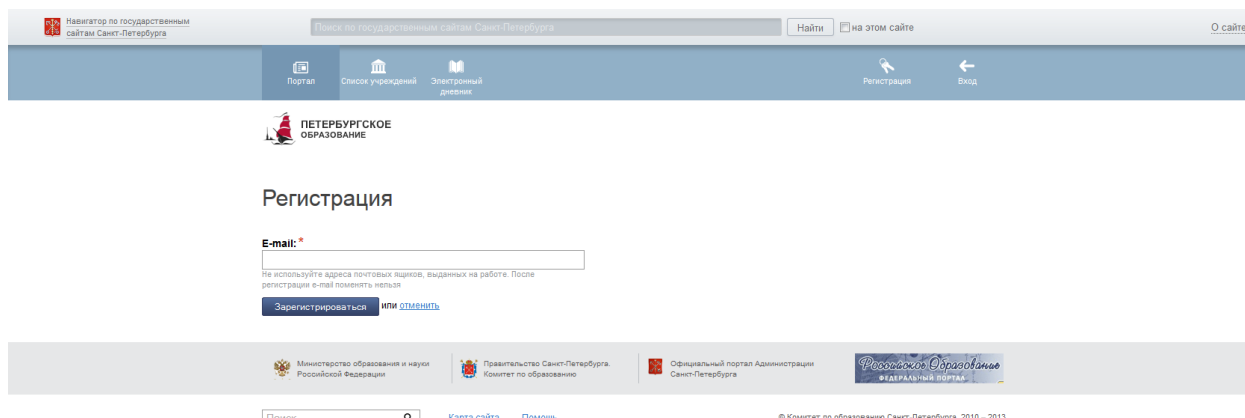 Навигатор по государственным
сайтам Санкт-Петербурга
Поиск по государственным сайтам Санкт-Петербурга
Найти
на этом сайте
О сайте
Портал
Список учреждений
Электронный
дневник
Регистрация
Вход
ПЕТЕРБУРГСКОЕ
ОБРАЗОВАНИЕ
Регистрация
E-mail: *
Не используйте адреса почтовых ящиков, выданных на работе. После
регистрации e-mail поменять нельзя
Зарегистрироваться или отменить
Министерство образования и науки
Российской Федерации
Правительство Санкт-Петербурга.
Комитет по образованию
Официальный портал Администрации
Санкт-Петербурга
Российское Образование
ФЕДЕРАЛЬНЫЙ ПОРТАЛ
Поиск
Карта сайта
Помощь
© Комитет по образованию Санкт-Петербурга, 2010 – 2013